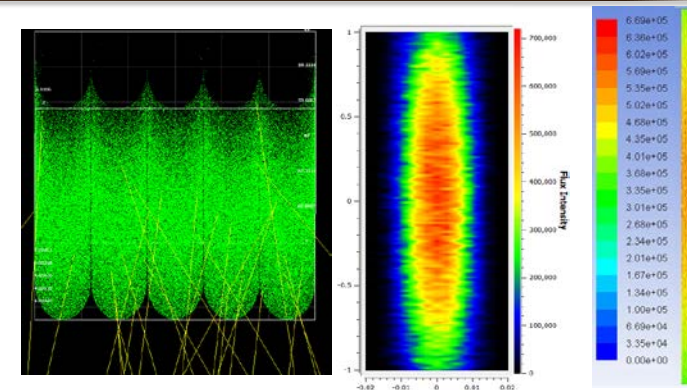 1
0.5
0
-0.5
-1
-0.02
-0.01
0
0.01
0.02
700,000
600,000
500,000
400,000
300,000
200,000
100,000
0
Flux Intensity
6.69e+05
6.36e+05
6.02e+05
5.69e+05
5.35e+05
5.02e+05
4.68e+05
4.35e+05
4.01e+05
3.68e+05
3.35e+05
3.01e+05
2.68e+05
2.34e+05
2.01e+05
1.67e+05
1.34e+05
1.00e+05
6.69e+04
3.35e+04
0.00e+00